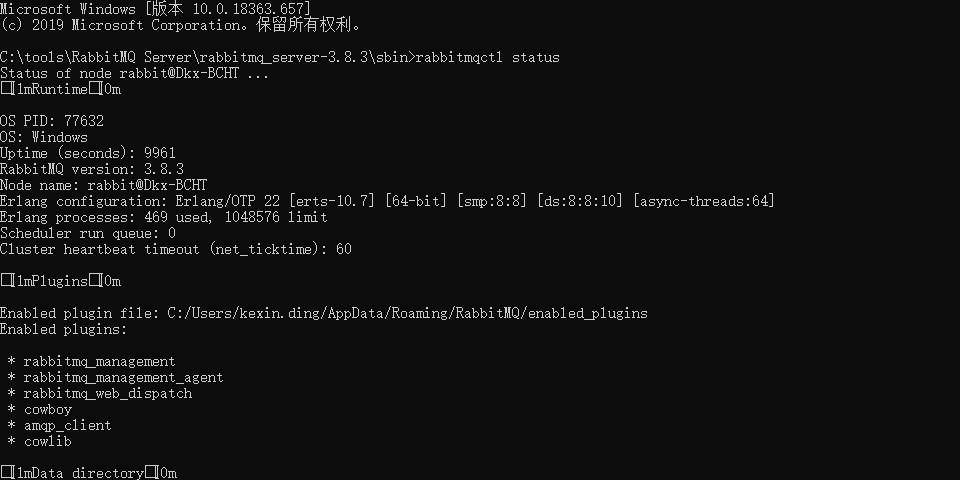 Microsoft Windows [版本 10.0.18363.657]
(c) 2019 Microsoft Corporation。保留所有权利。
C:\tools\RabbitMQ Server\rabbitmq_server-3.8.3\sbin>rabbitmqctl status
Status of node rabbit@Dkx-BCHT ...
□[1mRuntime□[0m
OS PID: 77632
OS: Windows
Uptime (seconds): 9961
RabbitMQ version: 3.8.3
Node name: rabbit@Dkx-BCHT
Erlang configuration: Erlang/OTP 22 [erts-10.7] [64-bit] [smp:8:8] [ds:8:8:10] [async-threads:64]
Erlang processes: 469 used, 1048576 limit
Scheduler run queue: 0
Cluster heartbeat timeout (net_ticktime): 60
□[1mPlugins□[0m
Enabled plugin file: C:/Users/kexin.ding/AppData/Roaming/RabbitMQ/enabled_plugins
Enabled plugins:
* rabbitmq_management
* rabbitmq_management_agent
* rabbitmq_web_dispatch
* cowboy
* amqp_client
* cowlib
□[1mData directory□[0m